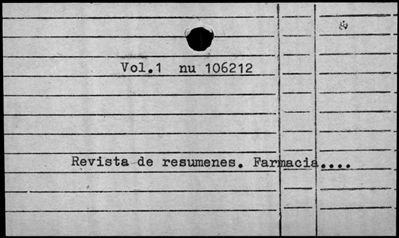 Vol.1 nu 106212
Revista de resumenes. Farmacia....